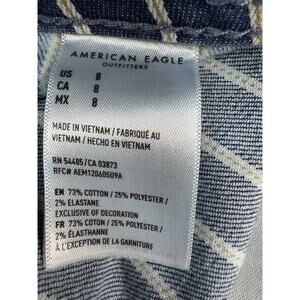 AMERICAN EAGLE
OUTFITTERS
US 8
CA 8
MX 8
MADE IN VIETNAM / FABRIQUÉ AU
VIETNAM / HECHO EN VIETNAM
RN 54485/CA 03873
RFC# AEM120605U9A
EN 73% COTTON / 25% POLYESTER /
2% ELASTANE
EXCLUSIVE OF DECORATION
FR 73% COTON / 25% POLYESTER /
2% ÉLASTHANNE
À L'EXCEPTION DE LA GARNITURE